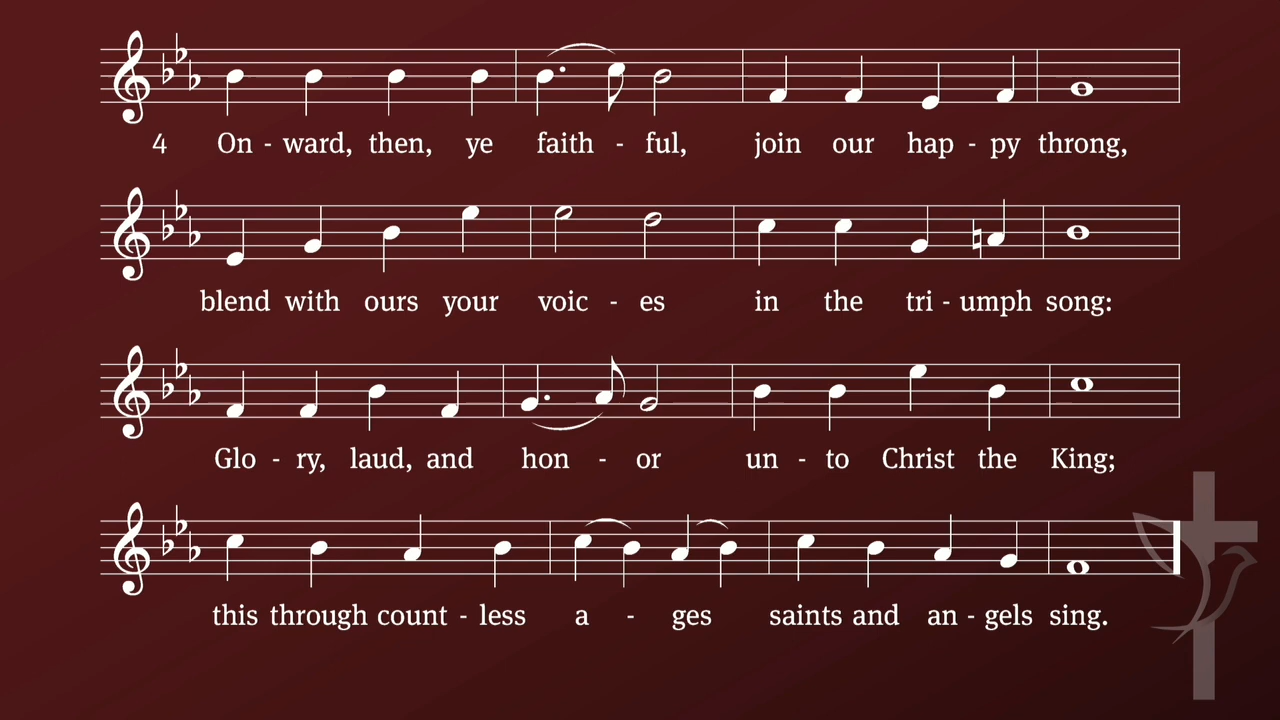 4 On - ward, then, ye faith - ful, join our hap - py throng,
blend with ours your voic - es in the tri - umph song:
Glo - ry, laud, and hon - or un - to Christ the King;
this through count - less a - ges saints and an - gels sing.